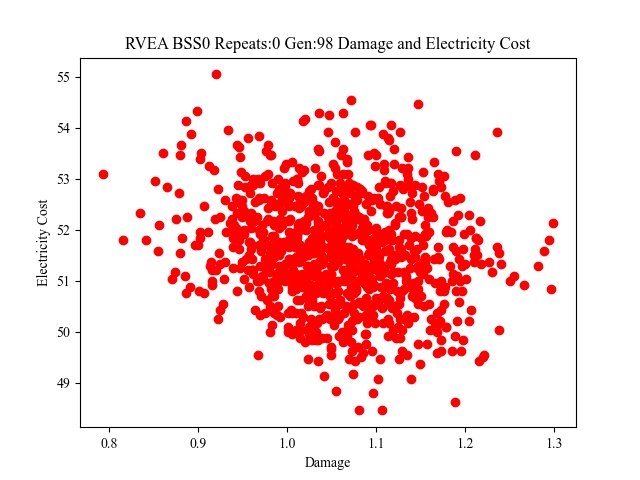 RVEA BSS0 Repeats:0 Gen:98 Damage and Electricity Cost
55
54
53
52
51
50
49
Electricity Cost
0.8 0.9 1.0 1.1 1.2 1.3
Damage